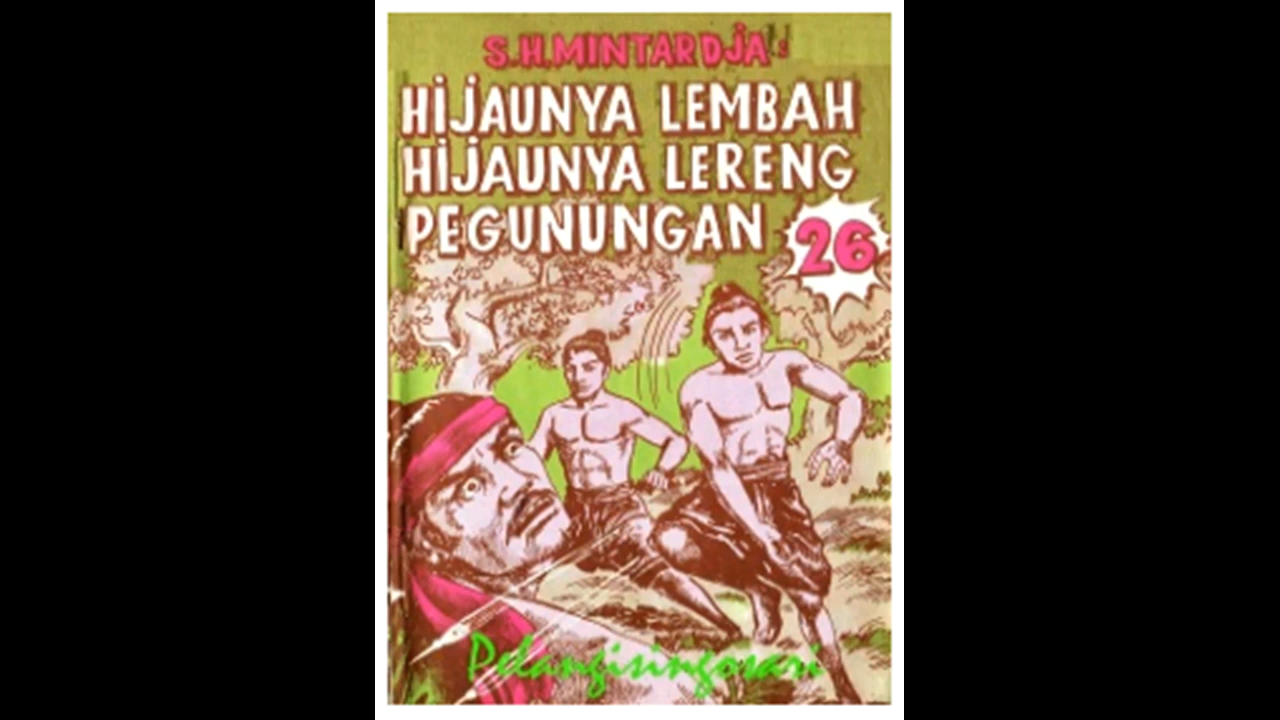 S.H.MINTARDJA:
HIJAUNYA LEMBAH
HIJAUNYA LERENG
PEGUNUNGAN
26
Pelangisingosari